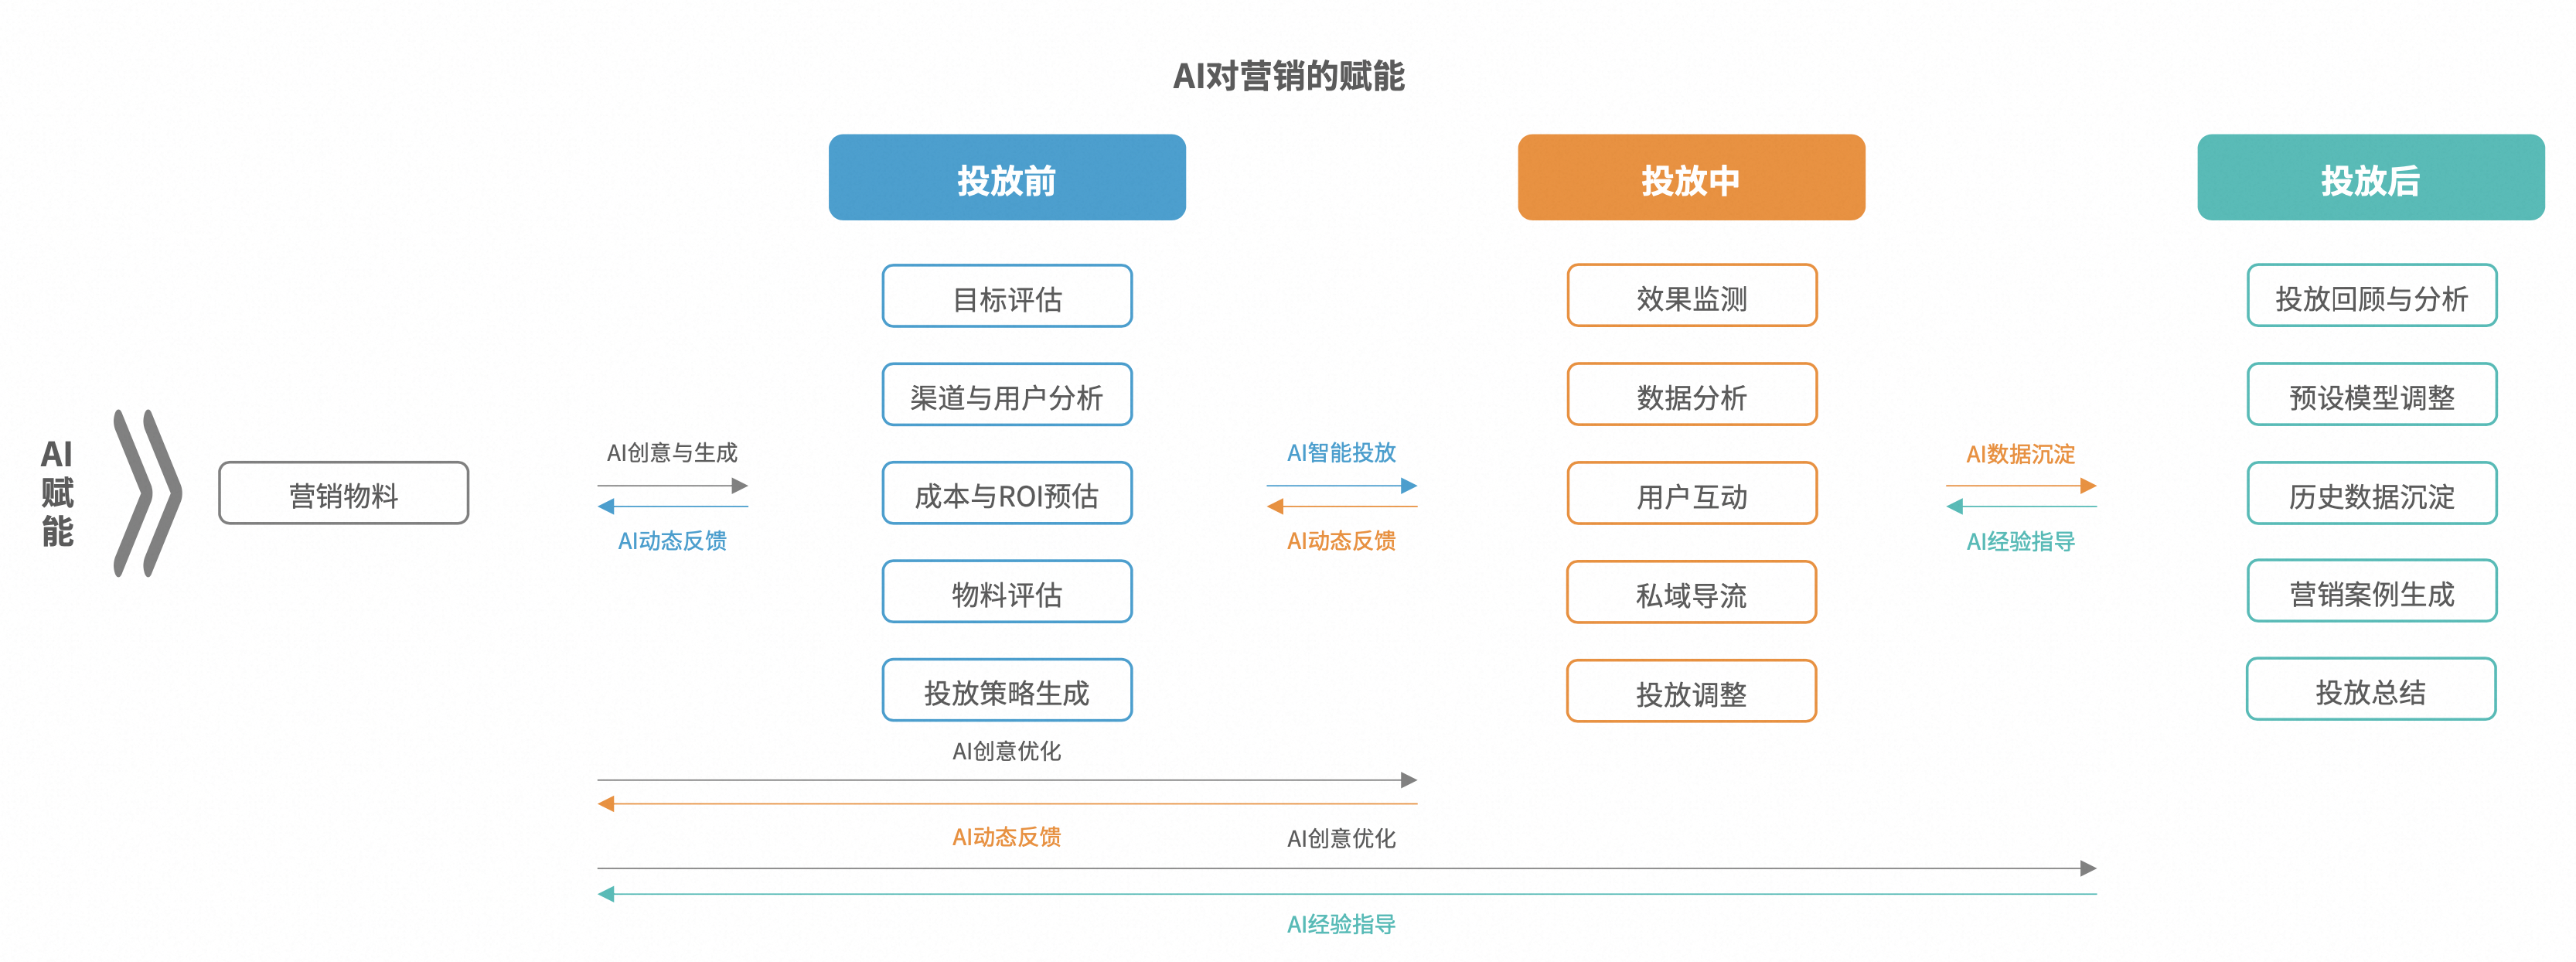 AI对营销的赋能
投放前
投放中
投放后
AI
赋
能
营销物料
AI创意与生成
AI动态反馈
目标评估
渠道与用户分析
成本与ROI预估
物料评估
投放策略生成
AI智能投放
AI动态反馈
效果监测
数据分析
用户互动
私域导流
投放调整
AI数据沉淀
AI经验指导
投放回顾与分析
预设模型调整
历史数据沉淀
营销案例生成
投放总结
AI创意优化
AI动态反馈
AI创意优化
AI经验指导